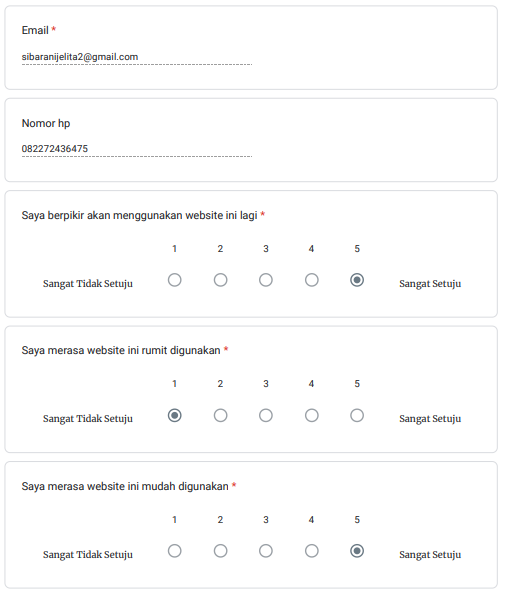 Email *
sibaranijelita2@gmail.com
Nomor hp
082272436475
Saya berpikir akan menggunakan website ini lagi *
1 2 3 4 5
Sangat Tidak Setuju Sangat Setuju
Saya merasa website ini rumit digunakan *
1 2 3 4 5
Sangat Tidak Setuju Sangat Setuju
Saya merasa website ini mudah digunakan *
1 2 3 4 5
Sangat Tidak Setuju Sangat Setuju